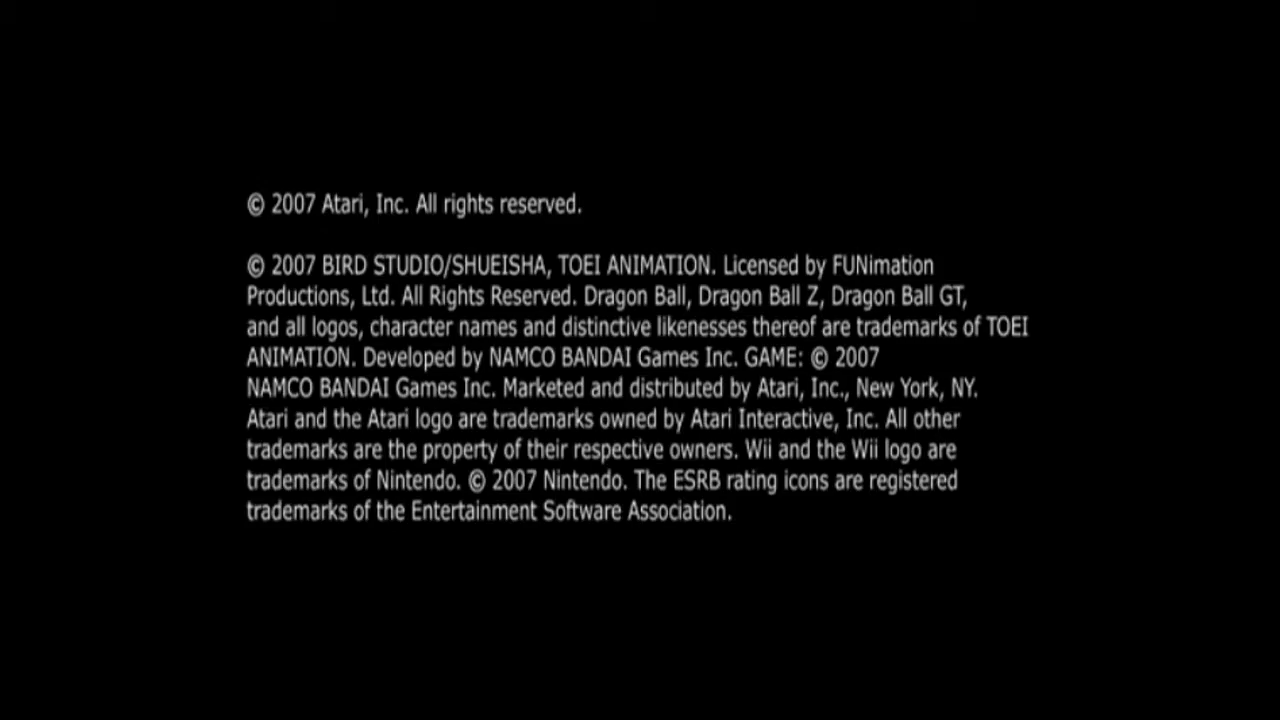 © 2007 Atari, Inc. All rights reserved.
© 2007 BIRD STUDIO/SHUEISHA, TOEI ANIMATION. Licensed by FUNimation
Productions, Ltd. All Rights Reserved. Dragon Ball, Dragon Ball Z, Dragon Ball GT,
and all logos, character names and distinctive likenesses thereof are trademarks of TOEI
ANIMATION. Developed by NAMCO BANDAI Games Inc. GAME: © 2007
NAMCO BANDAI Games Inc. Marketed and distributed by Atari, Inc., New York, NY.
Atari and the Atari logo are trademarks owned by Atari Interactive, Inc. All other
trademarks are the property of their respective owners. Wii and the Wii logo are
trademarks of Nintendo. © 2007 Nintendo. The ESRB rating icons are registered
trademarks of the Entertainment Software Association.